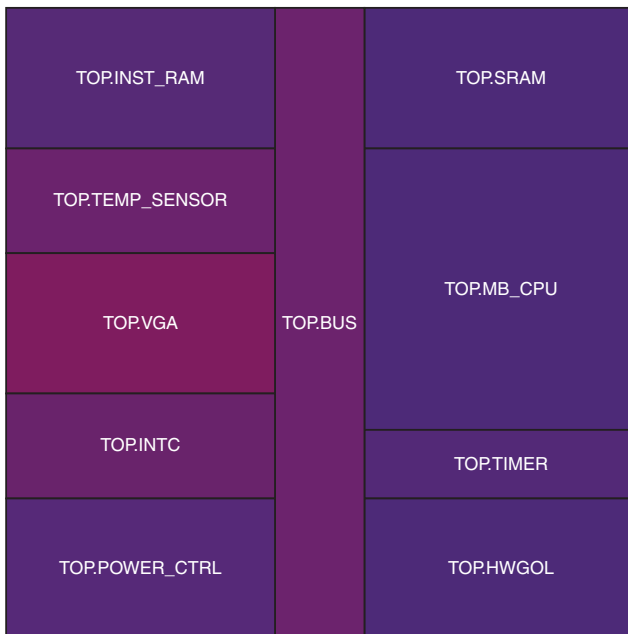 TOP.INST_RAM
TOP.SRAM
TOP.TEMP_SENSOR
TOP.MB_CPU
TOP.VGA
TOP.BUS
TOP.INTC
TOP.TIMER
TOP.POWER_CTRL
TOP.HWGOL